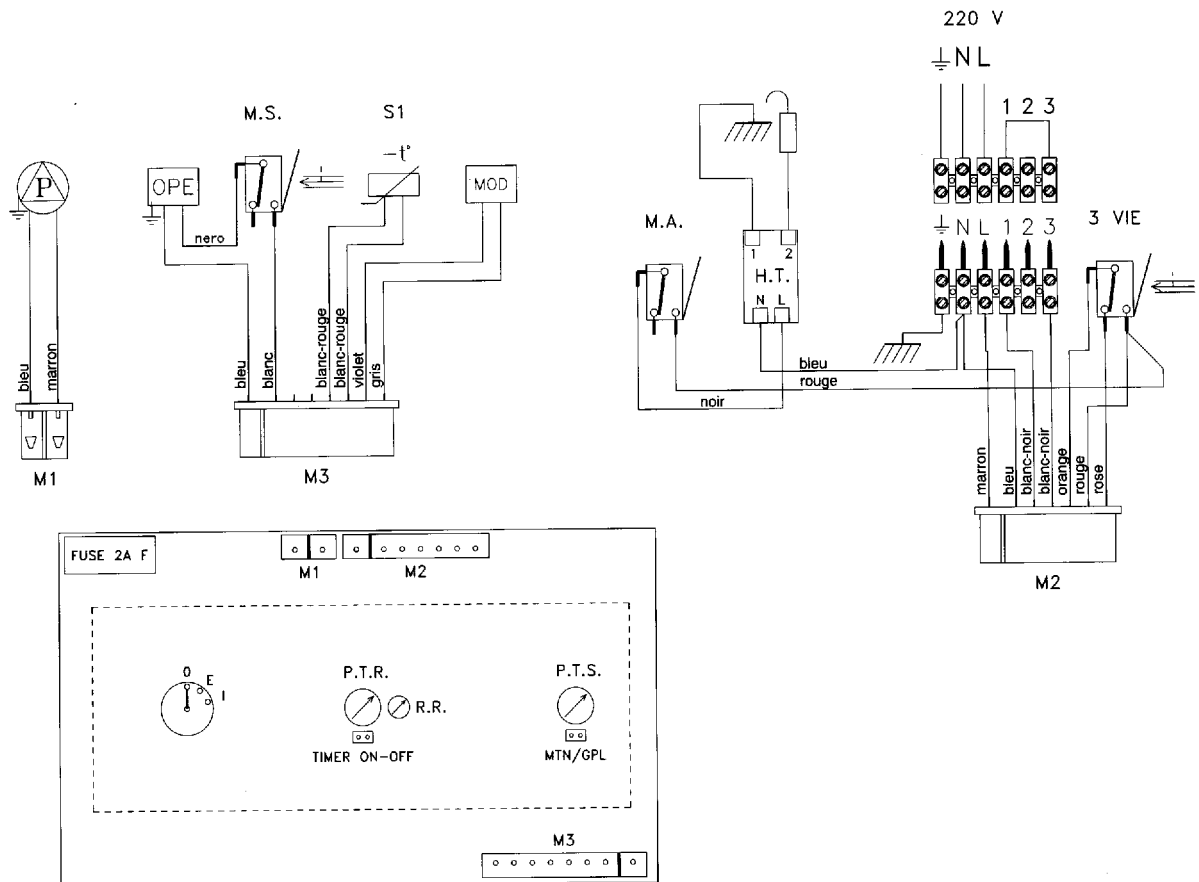 220 V
N L
1 2 3
M.S.
S1
-t°
P
OPE
MOD
nero
bleu
marron
M1
bleu
blanc
blanc-rouge
blanc-rouge
violet
gris
M3
M.A.
1 2
H.T.
N L
N L 1 2 3
3 VIE
bleu
rouge
noir
marron
bleu
blanc-noir
blanc-noir
orange
rouge
rose
M2
FUSE 2A F
M1
M2
O
E
I
P.T.R.
R.R.
TIMER ON-OFF
P.T.S.
MTN/GPL
M3